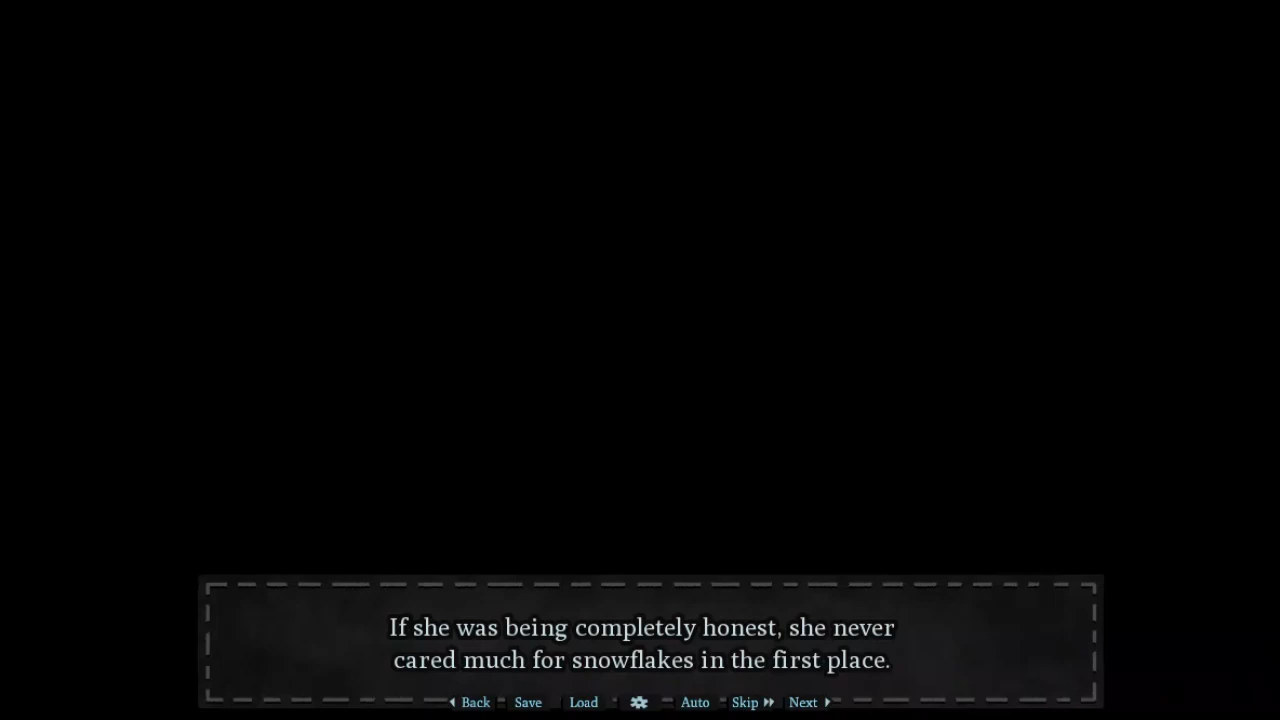 If she was being completely honest, she never
cared much for snowflakes in the first place.
Back Save Load Auto Skip Next